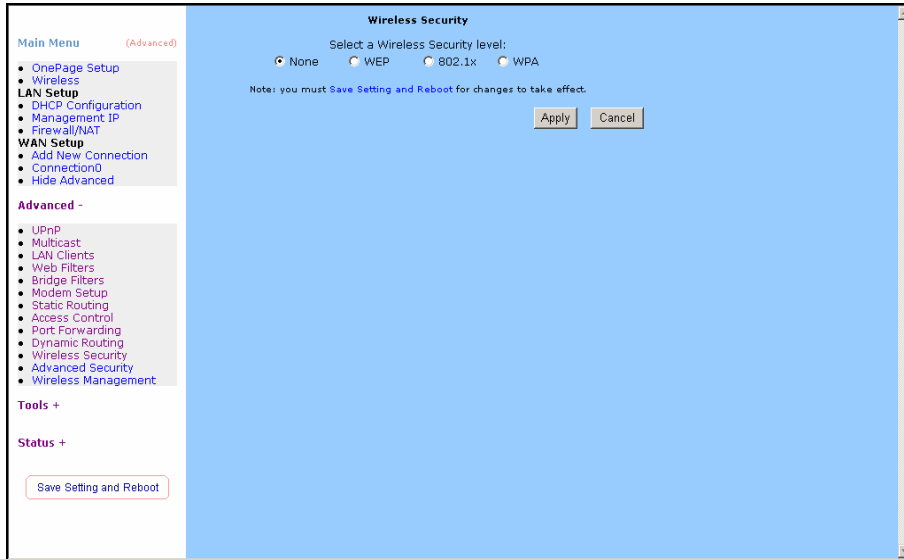 Main Menu (Advanced)
OnePage Setup
Wireless
LAN Setup
DHCP Configuration
Management IP
Firewall/NAT
WAN Setup
Add New Connection
Connection0
Hide Advanced
Advanced -
UPnP
Multicast
LAN Clients
Web Filters
Bridge Filters
Modem Setup
Static Routing
Access Control
Port Forwarding
Dynamic Routing
Wireless Security
Advanced Security
Wireless Management
Tools +
Status +
Save Setting and Reboot
Wireless Security
Select a Wireless Security level:
None WEP 802.1x WPA
Note: you must Save Setting and Reboot for changes to take effect.
Apply Cancel